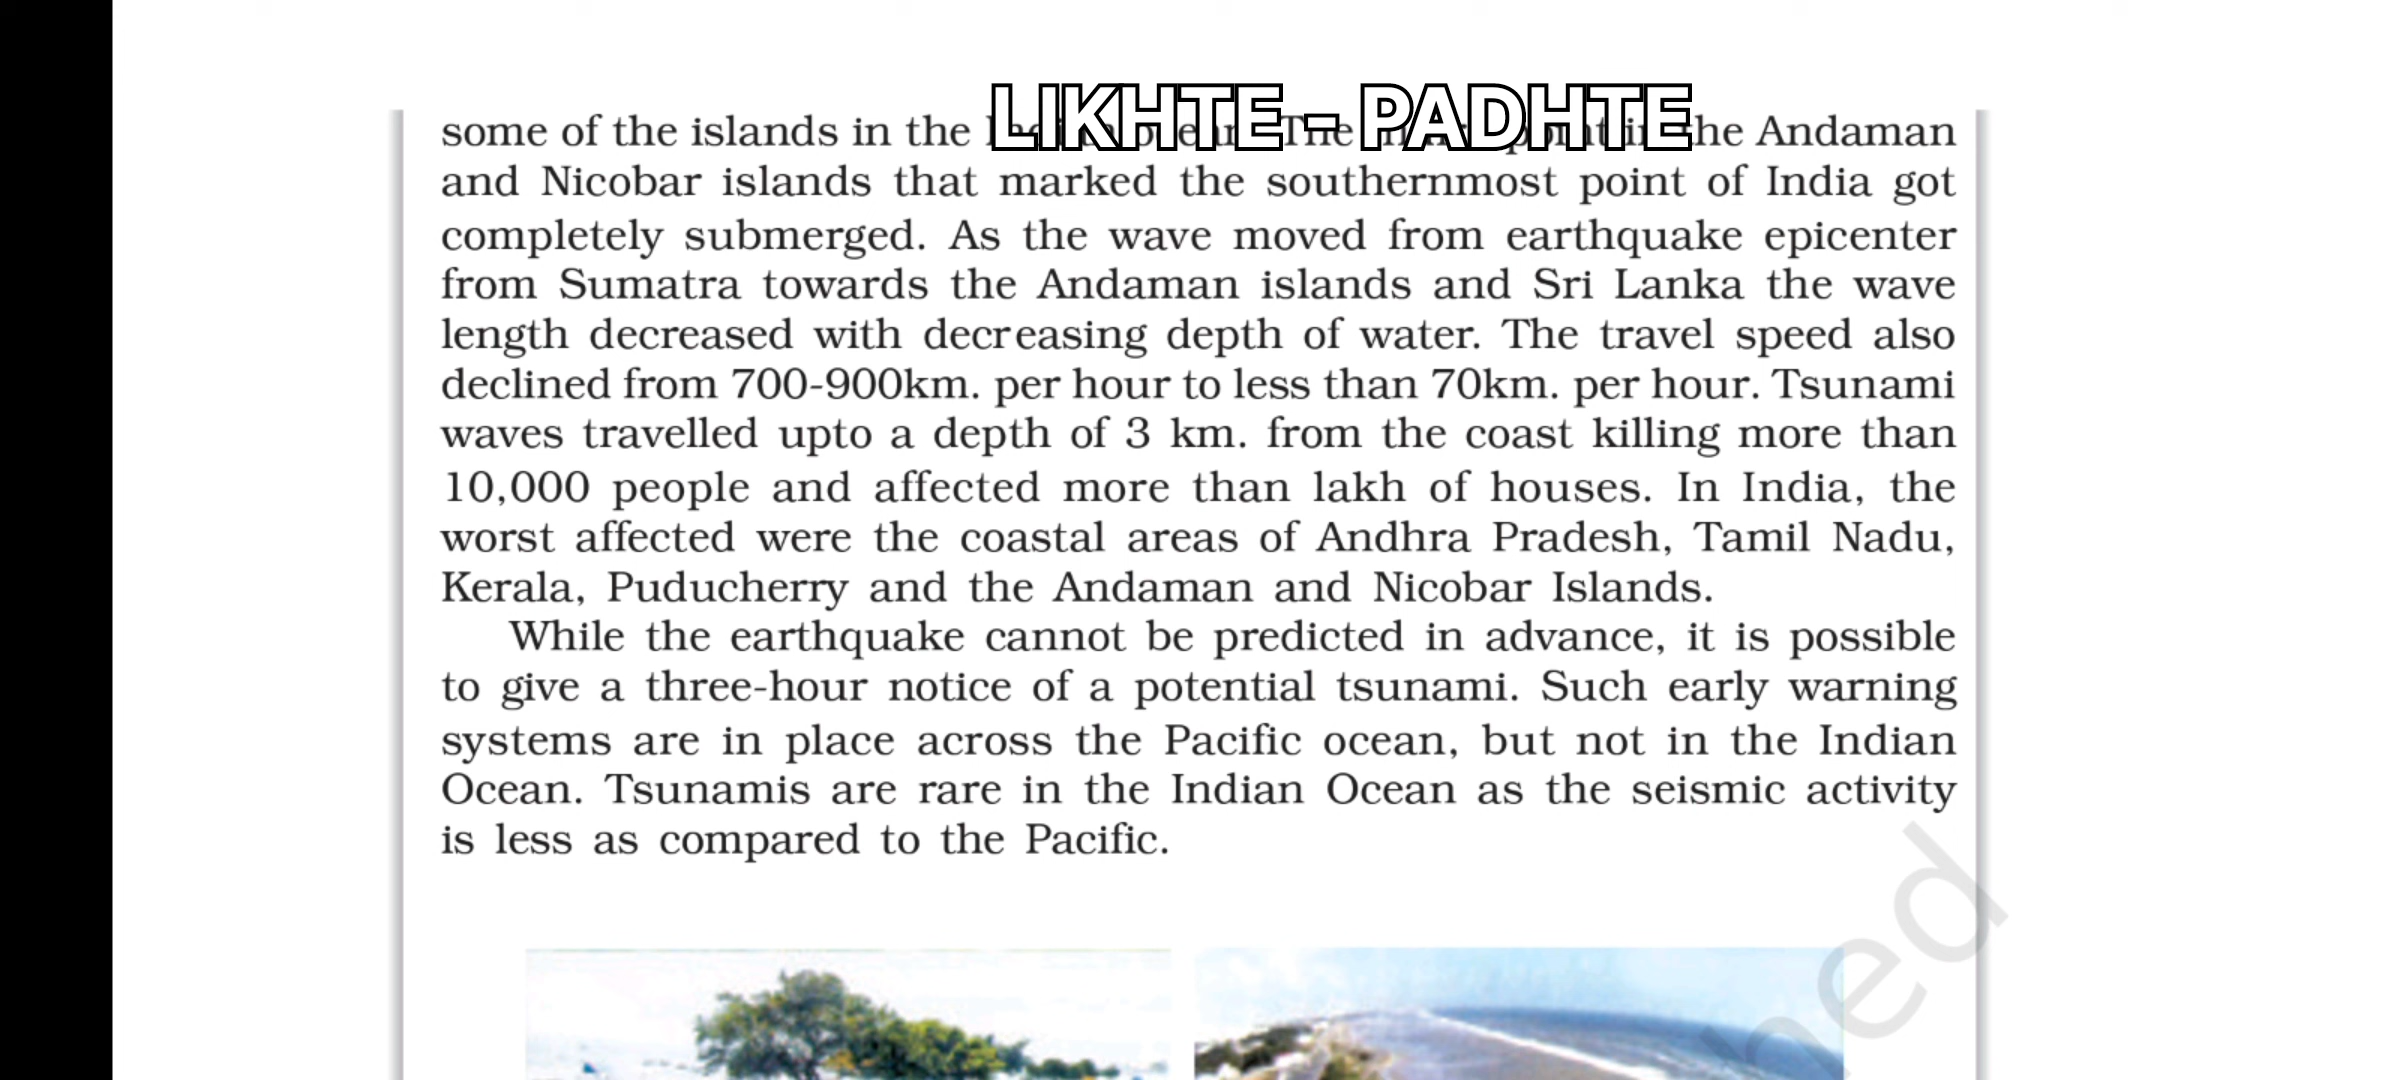 LIKHTE - PADHTE
some of the islands in the The the Andaman
and Nicobar islands that marked the southernmost point of India got
completely submerged. As the wave moved from earthquake epicenter
from Sumatra towards the Andaman islands and Sri Lanka the wave
length decreased with decreasing depth of water. The travel speed also
declined from 700-900km. per hour to less than 70km. per hour. Tsunami
waves travelled upto a depth of 3 km. from the coast killing more than
10,000 people and affected more than lakh of houses. In India, the
worst affected were the coastal areas of Andhra Pradesh, Tamil Nadu,
Kerala, Puducherry and the Andaman and Nicobar Islands.
While the earthquake cannot be predicted in advance, it is possible
to give a three-hour notice of a potential tsunami. Such early warning
systems are in place across the Pacific ocean, but not in the Indian
Ocean. Tsunamis are rare in the Indian Ocean as the seismic activity
is less as compared to the Pacific.